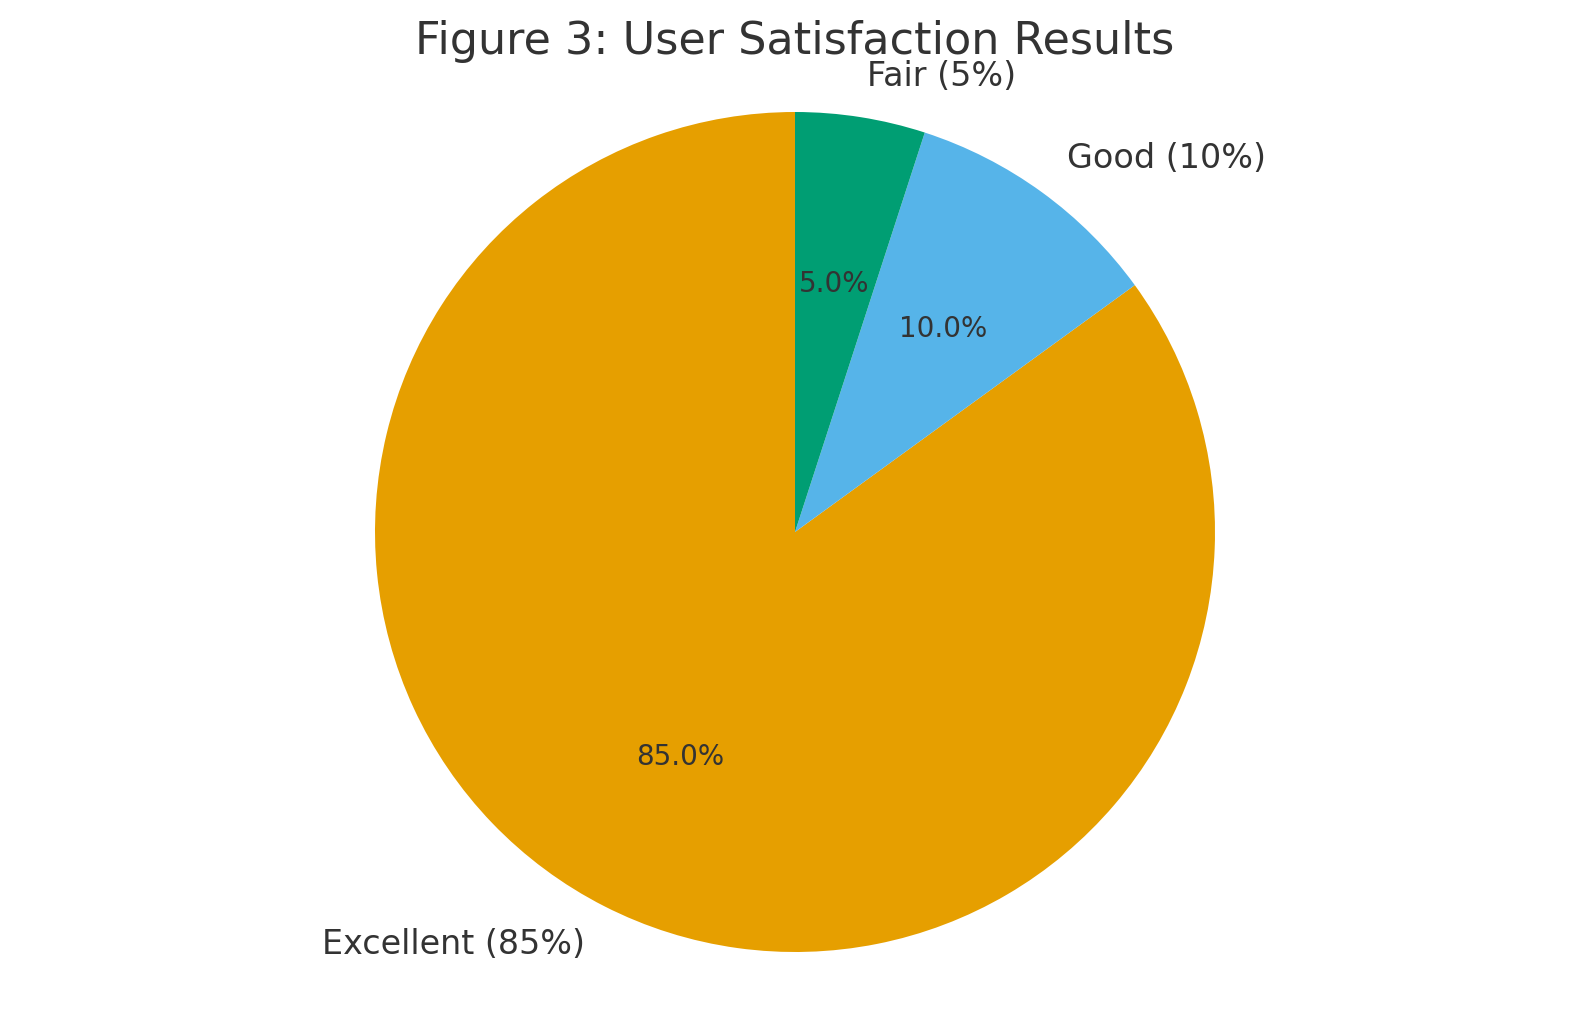 Figure 3: User Satisfaction Results
Fair (5%)
Good (10%)
5.0%
10.0%
85.0%
Excellent (85%)